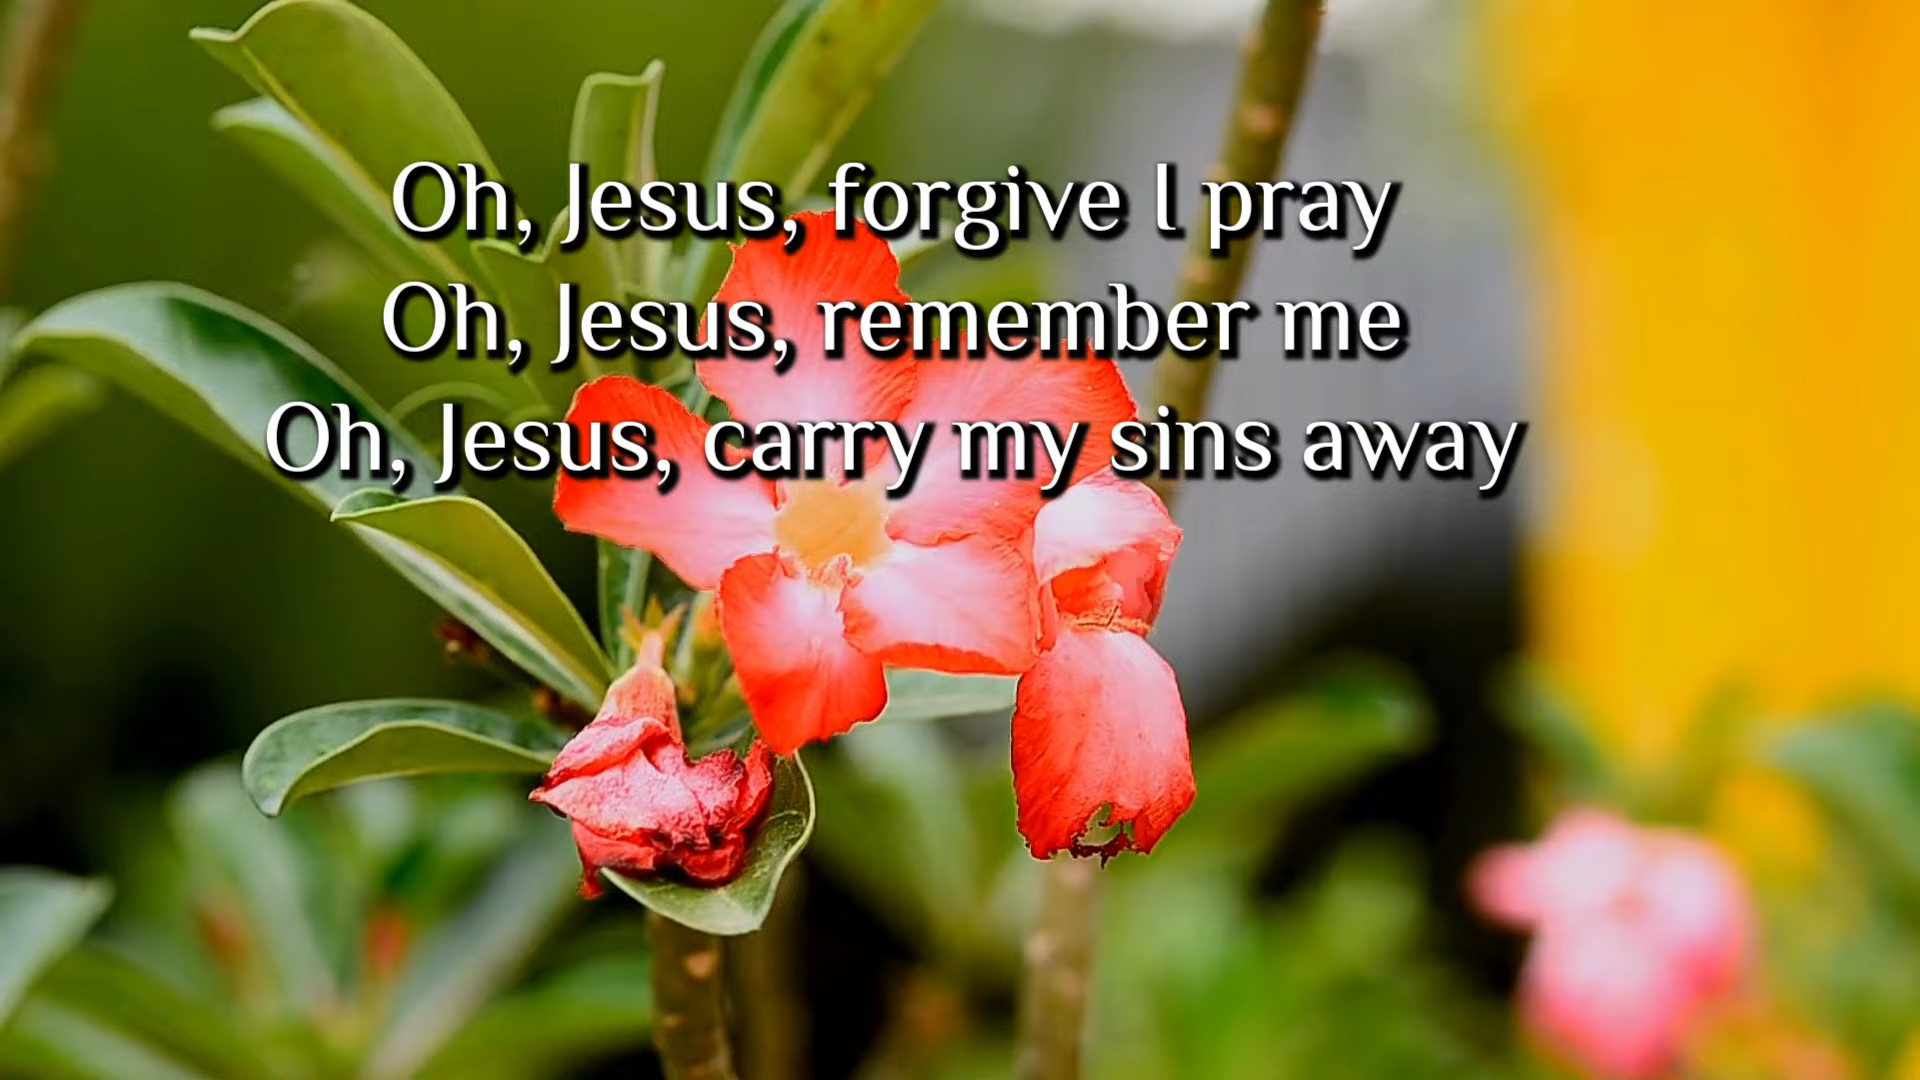 Oh, Jesus, forgive I pray
Oh, Jesus, remember me
Oh, Jesus, carry my sins away